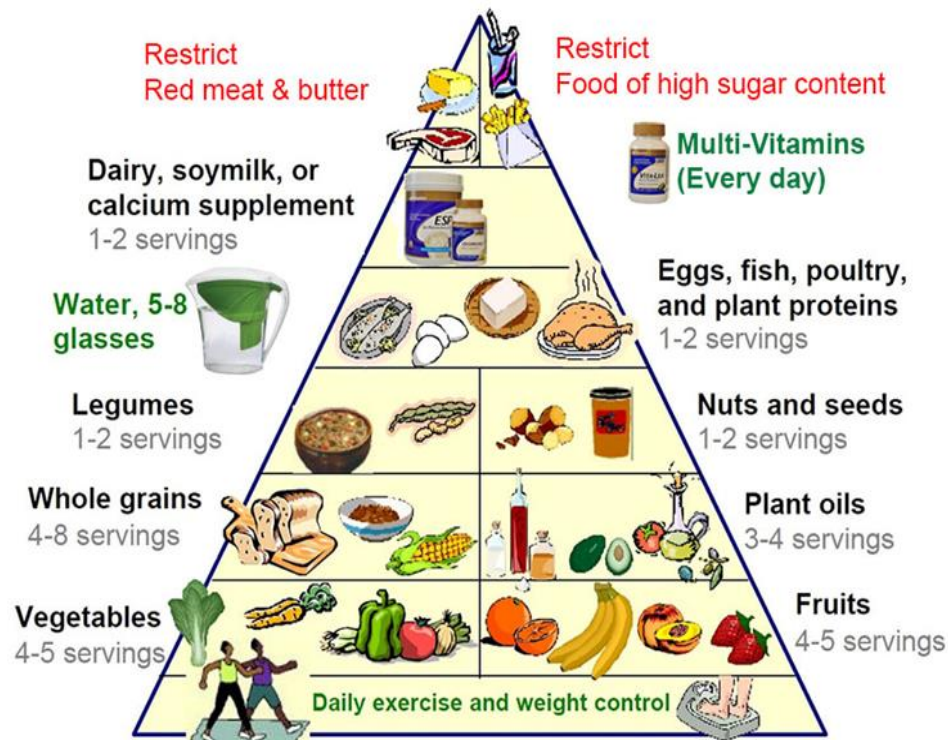 Restrict
Red meat & butter
Restrict
Food of high sugar content
Multi-Vitamins
(Every day)
Dairy, soymilk, or
calcium supplement
1-2 servings
Water, 5-8
glasses
Eggs, fish, poultry,
and plant proteins
1-2 servings
Legumes
1-2 servings
Nuts and seeds
1-2 servings
Whole grains
4-8 servings
Plant oils
3-4 servings
Vegetables
4-5 servings
Fruits
4-5 servings
Daily exercise and weight control